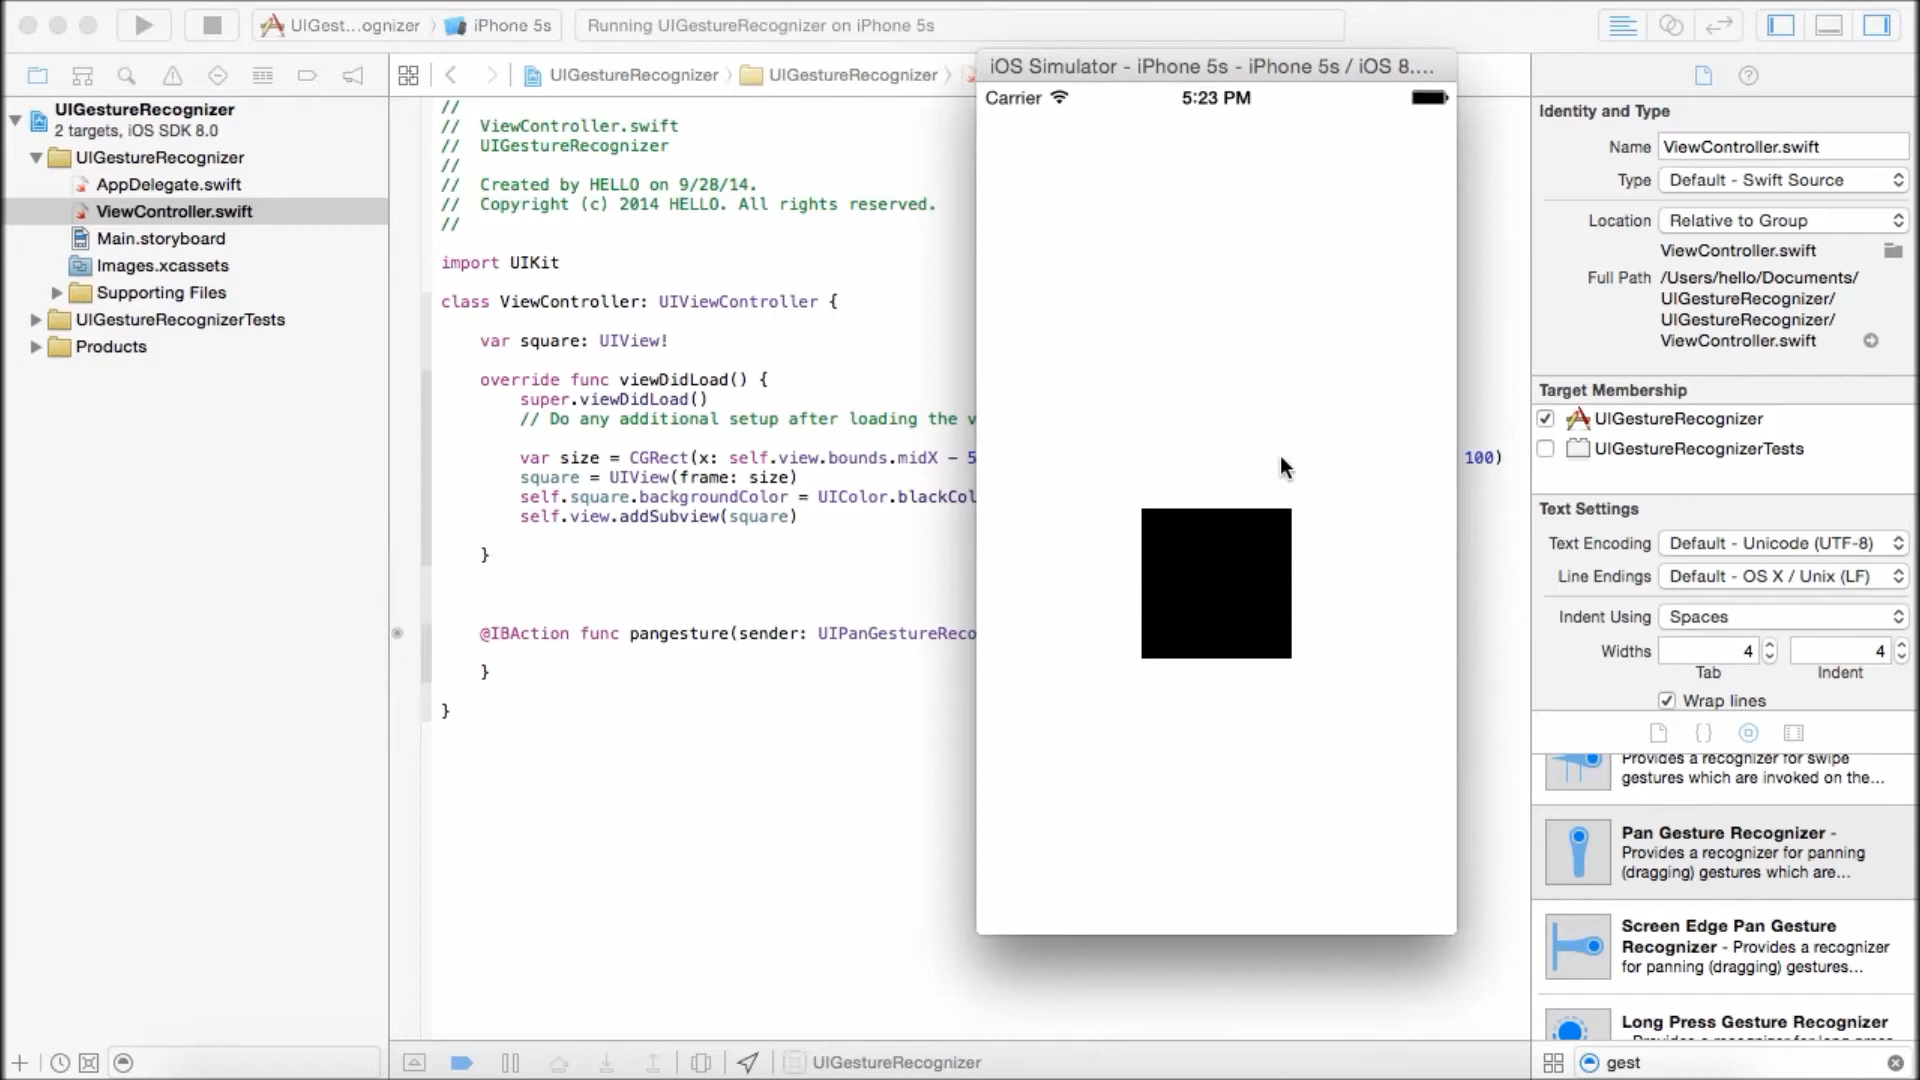 UIGest...ognizer
iPhone 5s
Running UIGestureRecognizer on iPhone 5s
UIGestureRecognizer
2 targets, iOS SDK 8.0
UIGestureRecognizer
AppDelegate.swift
ViewController.swift
Main.storyboard
Images.xcassets
Supporting Files
UIGestureRecognizerTests
Products
UIGestureRecognizer
UIGestureRecognizer
//
// ViewController.swift
// UIGestureRecognizer
//
// Created by HELLO on 9/28/14.
// Copyright (c) 2014 HELLO. All rights reserved.
//
import UIKit
class ViewController: UIViewController {
var square: UIView!
override func viewDidLoad() {
super.viewDidLoad()
// Do any additional setup after loading the v
var size = CGRect(x: self.view.bounds.midX - 5
100)
square = UIView(frame: size)
self.square.backgroundColor = UIColor.blackCol
self.view.addSubview(square)
}
@IBAction func pangesture(sender: UIPanGestureReco
}
}
iOS Simulator - iPhone 5s - iPhone 5s / iOS 8....
Carrier
5:23 PM
UIGestureRecognizer
Identity and Type
Name ViewController.swift
Type Default - Swift Source
Location Relative to Group
ViewController.swift
Full Path /Users/hello/Documents/
UIGestureRecognizer/
UIGestureRecognizer/
ViewController.swift
Target Membership
UIGestureRecognizer
UIGestureRecognizerTests
Text Settings
Text Encoding Default - Unicode (UTF-8)
Line Endings Default - OS X / Unix (LF)
Indent Using Spaces
Widths 4 4
Tab Indent
Wrap lines
Provides a recognizer for swipe
gestures which are invoked on the...
Pan Gesture Recognizer -
Provides a recognizer for panning
(dragging) gestures which are...
Screen Edge Pan Gesture
Recognizer - Provides a recognizer
for panning (dragging) gestures...
Long Press Gesture Recognizer
gest